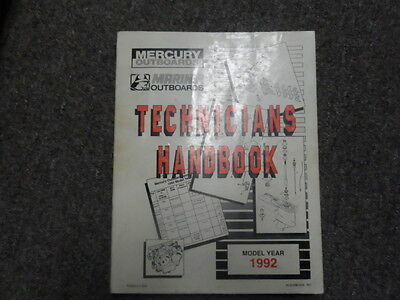 MERCURY
OUTBOARDS
MARINER
OUTBOARDS
TECHNICIANS
HANDBOOK
MODEL YEAR
1992